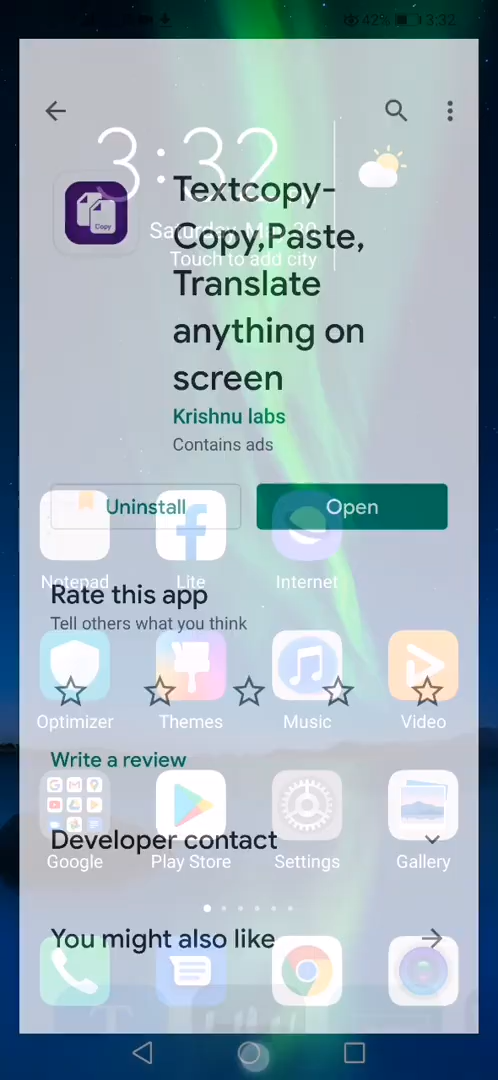 42% 3:32
3:32
Textcopy-
Copy,Paste,
Translate
anything on
screen
Copy
Saturday,
Touch to add city
Krishnu labs
Contains ads
Uninstall
Open
Notepad Lite Internet
Rate this app
Tell others what you think
Optimizer Themes Music Video
Write a review
Developer contact
Google Play Store Settings Gallery
You might also like